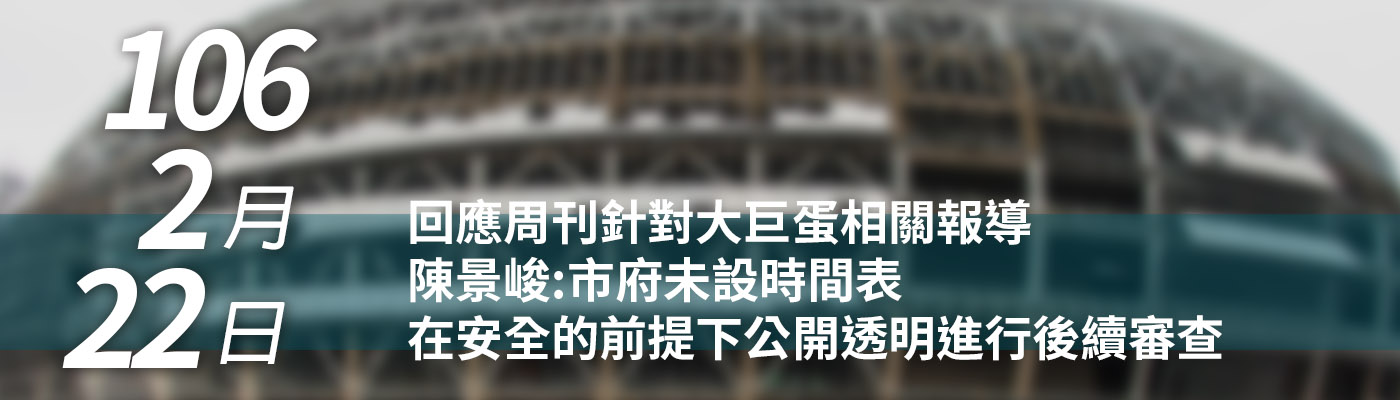 106
2月
22日
回應周刊針對大巨蛋相關報導
陳景峻:市府未設時間表
在安全的前提下公開透明進行後續審查